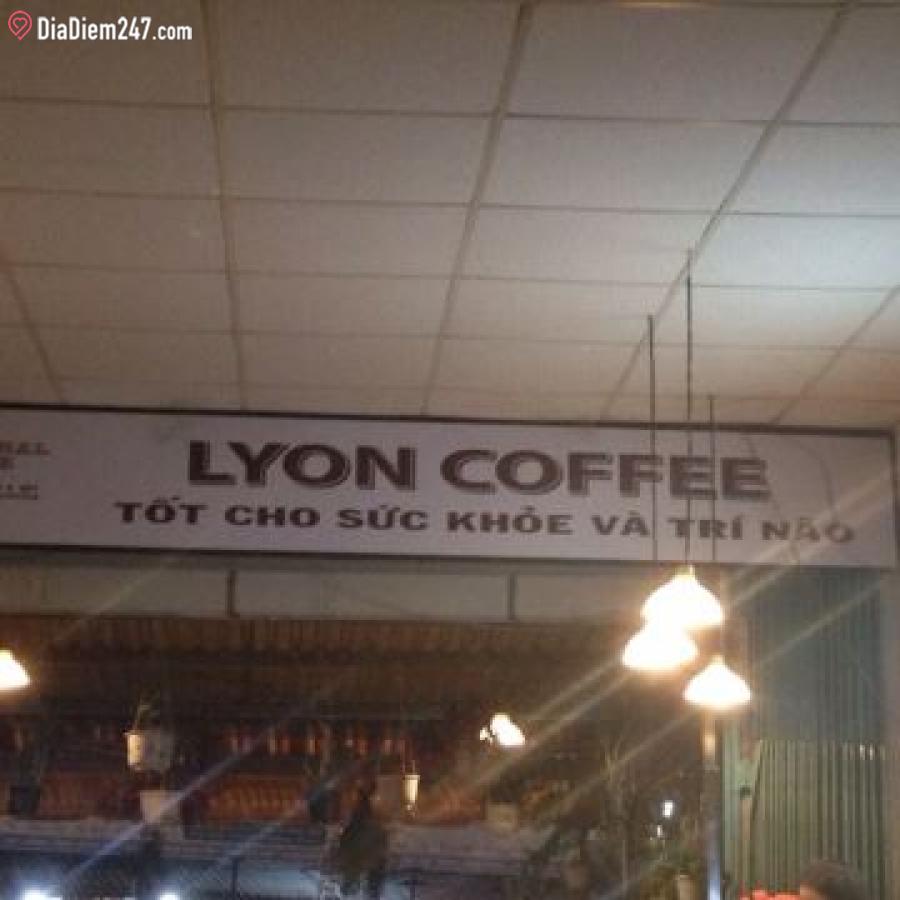 DiaDiem247.com
LYON COFFEE
TỐT CHO SỨC KHỎE VÀ TRÍ NÃO